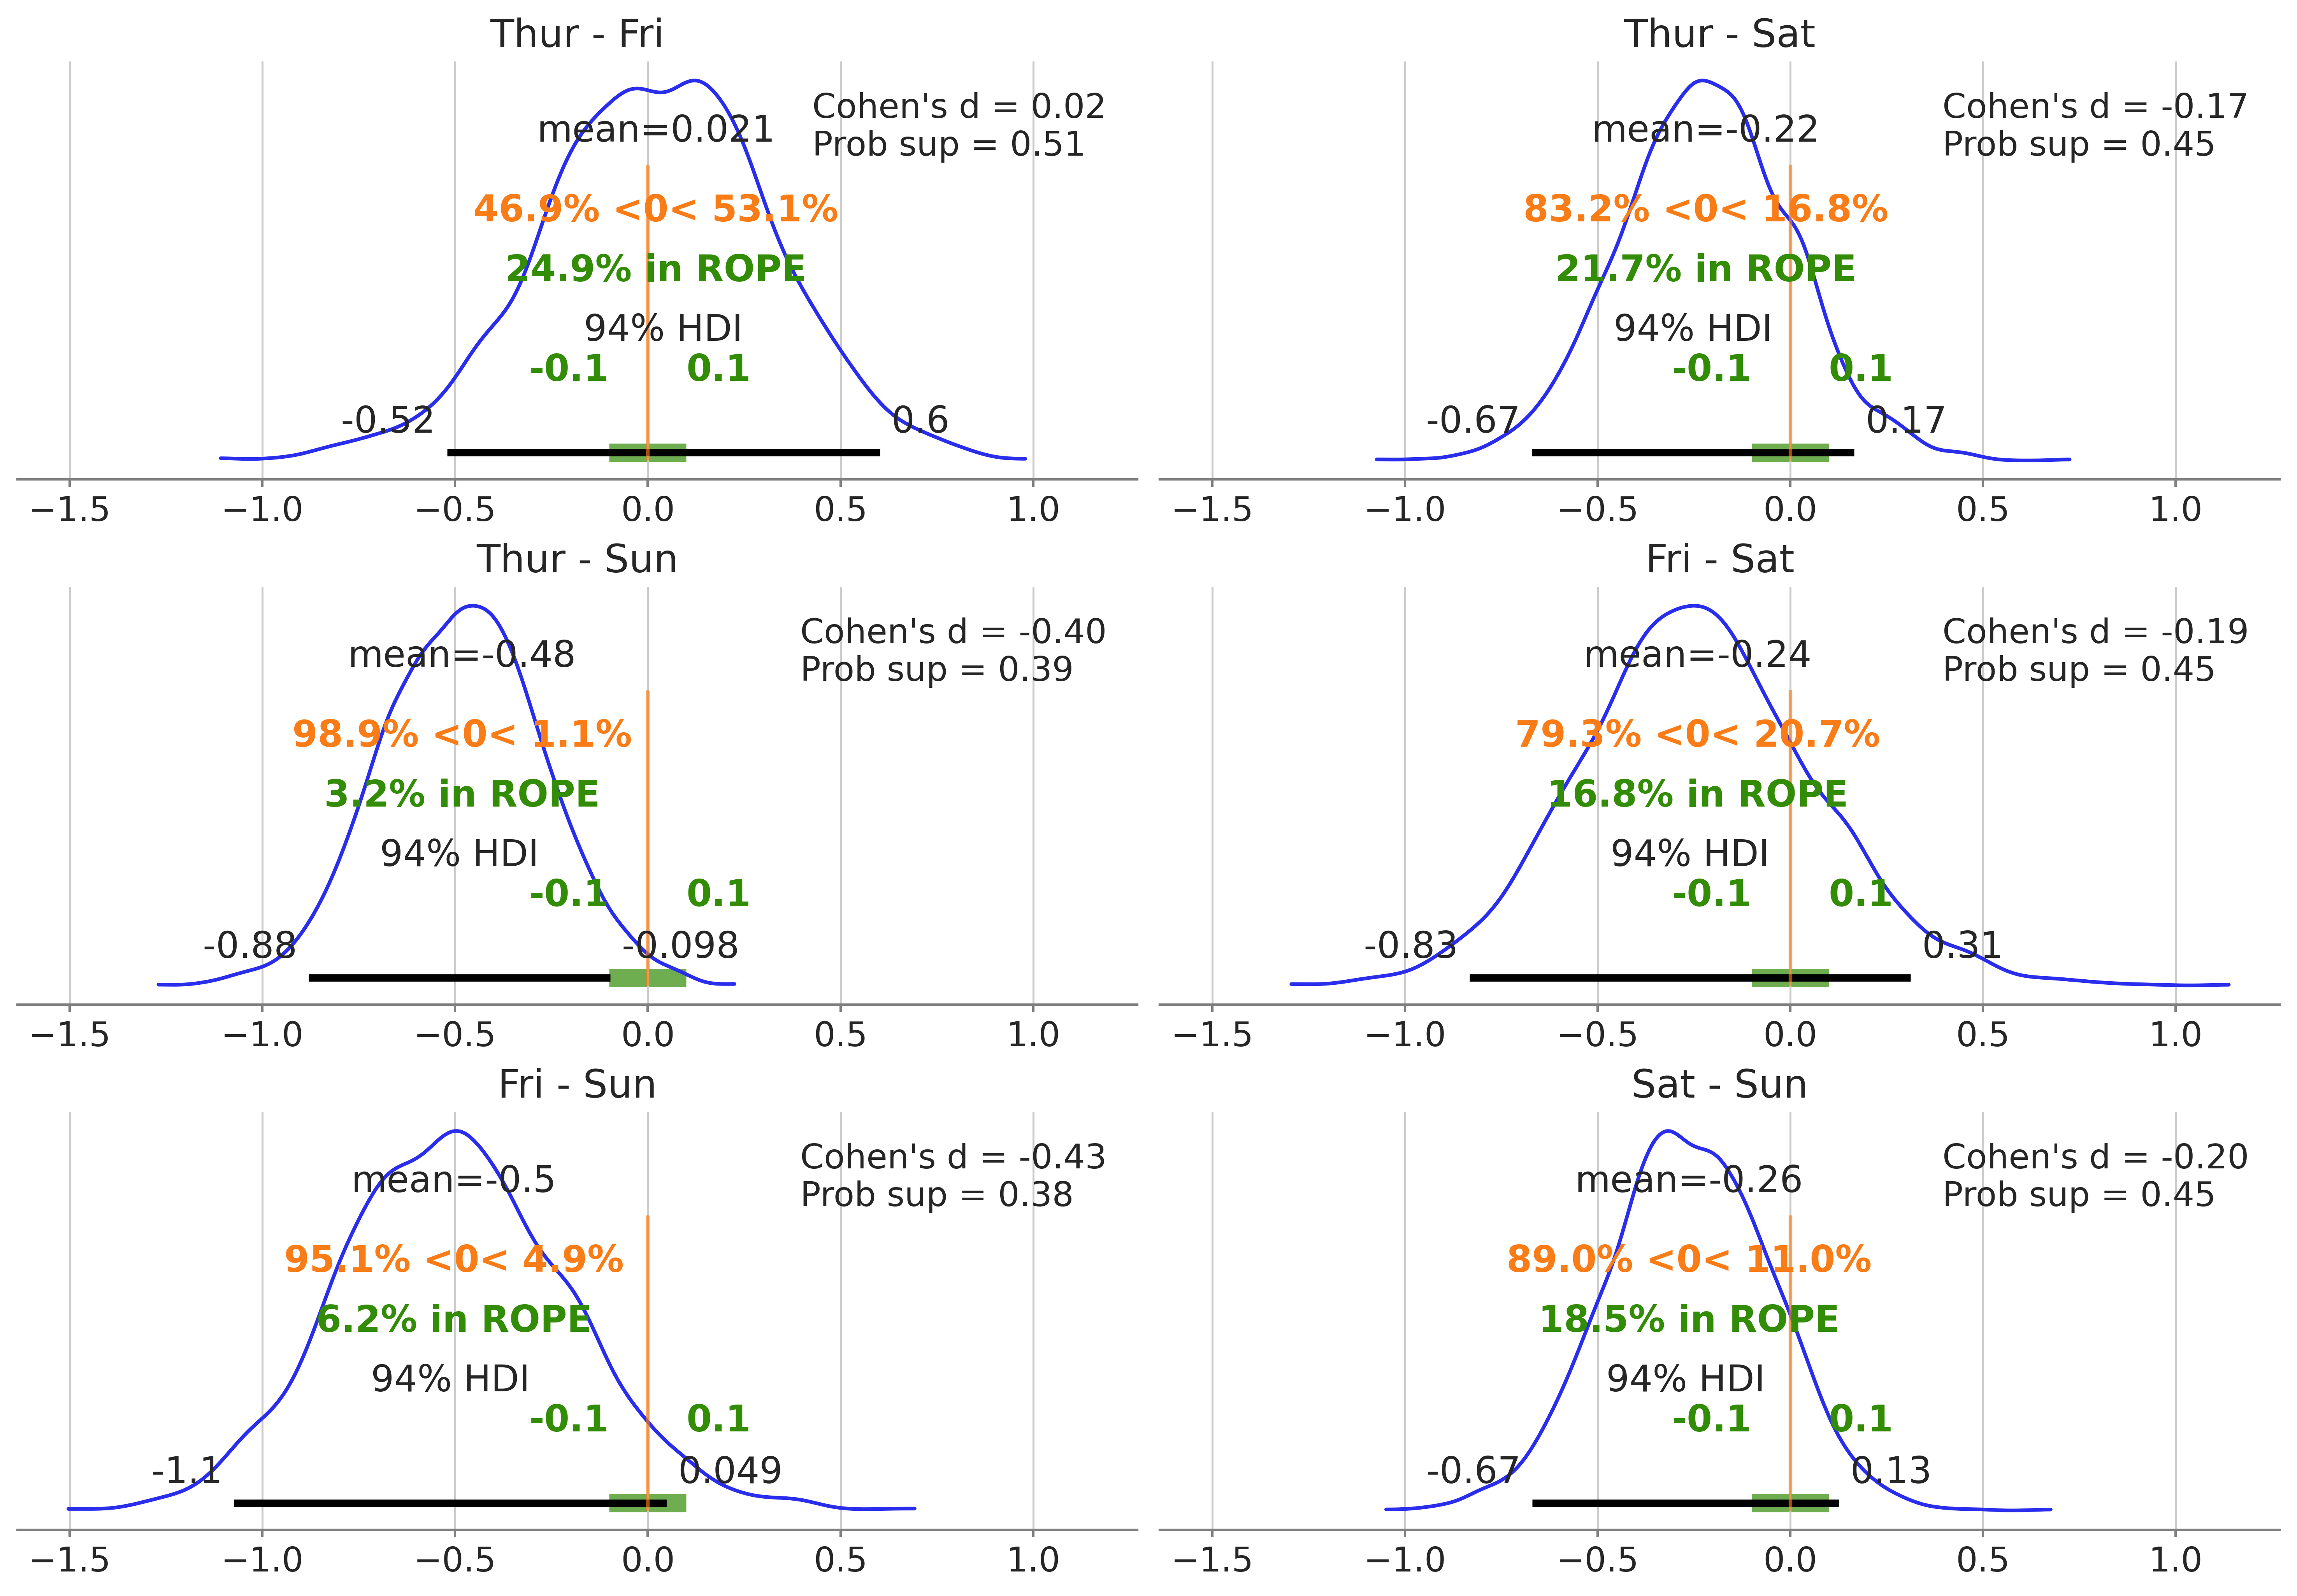 Thur - Fri
Cohen's d = 0.02
Prob sup = 0.51
mean=0.021
46.9% <0< 53.1%
24.9% in ROPE
94% HDI
-0.1 0.1
-0.52 0.6
−1.5 −1.0 −0.5 0.0 0.5 1.0
Thur - Sat
Cohen's d = -0.17
Prob sup = 0.45
mean=-0.22
83.2% <0< 16.8%
21.7% in ROPE
94% HDI
-0.1 0.1
-0.67 0.17
−1.5 −1.0 −0.5 0.0 0.5 1.0
Thur - Sun
Cohen's d = -0.40
Prob sup = 0.39
mean=-0.48
98.9% <0< 1.1%
3.2% in ROPE
94% HDI
-0.1 0.1
-0.88 -0.098
−1.5 −1.0 −0.5 0.0 0.5 1.0
Fri - Sat
Cohen's d = -0.19
Prob sup = 0.45
mean=-0.24
79.3% <0< 20.7%
16.8% in ROPE
94% HDI
-0.1 0.1
-0.83 0.31
−1.5 −1.0 −0.5 0.0 0.5 1.0
Fri - Sun
Cohen's d = -0.43
Prob sup = 0.38
mean=-0.5
95.1% <0< 4.9%
6.2% in ROPE
94% HDI
-0.1 0.1
-1.1 0.049
−1.5 −1.0 −0.5 0.0 0.5 1.0
Sat - Sun
Cohen's d = -0.20
Prob sup = 0.45
mean=-0.26
89.0% <0< 11.0%
18.5% in ROPE
94% HDI
-0.1 0.1
-0.67 0.13
−1.5 −1.0 −0.5 0.0 0.5 1.0